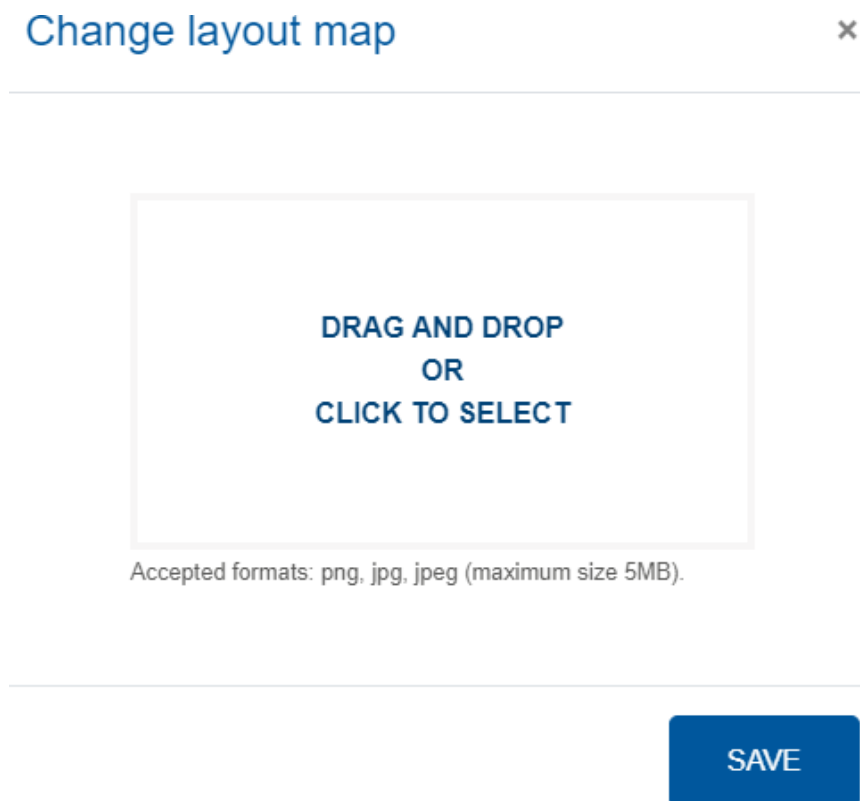 Change layout map
×
DRAG AND DROP
OR
CLICK TO SELECT
Accepted formats: png, jpg, jpeg (maximum size 5MB).
SAVE